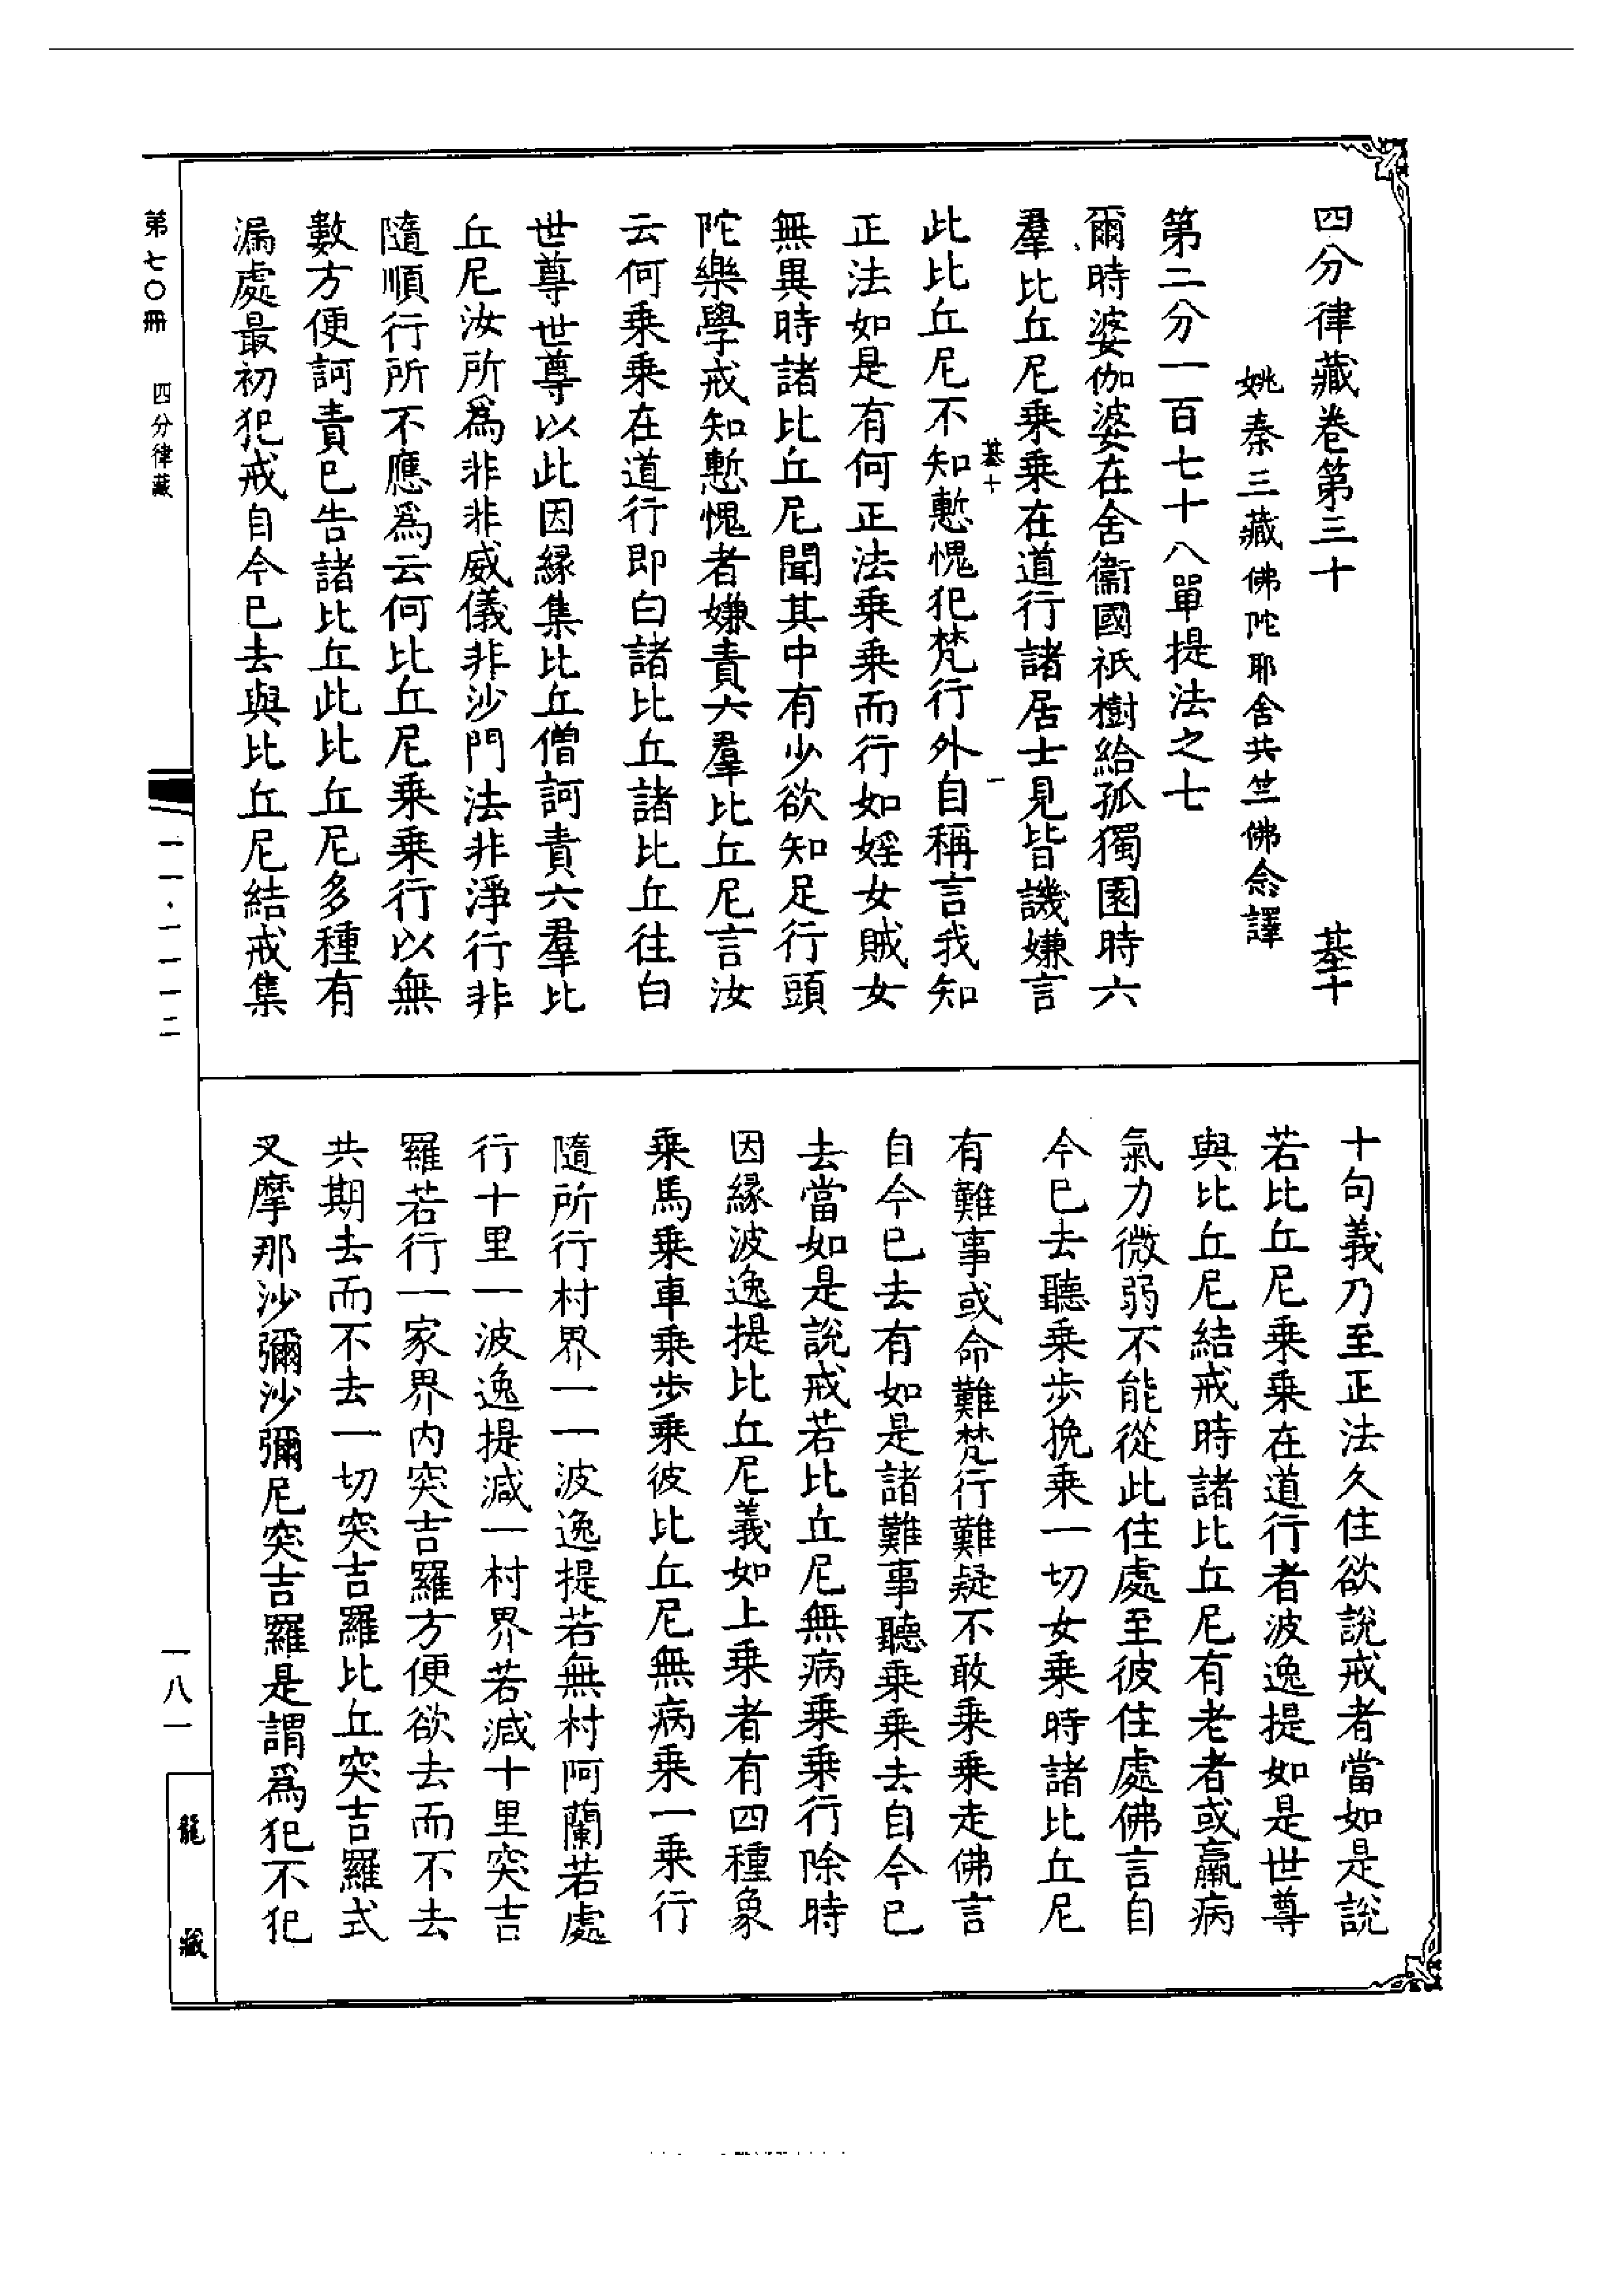 四分律藏卷第三十　　　　　　　綦十
姚秦三藏佛陀耶舍共竺佛念譯
第二分一百七十八單提法之七
爾時婆伽婆在舍衞國祇樹給孤獨園時六
羣比丘尼乘乘在道行諸居士見皆譏嫌言
綦十　一
此比丘尼不知慙愧犯梵行外自稱言我知
正法如是有何正法乘乘而行如婬女賊女
無異時諸比丘尼聞其中有少欲知足行頭
陀樂學戒知慙愧者嫌責六羣比丘尼言汝
云何乘乘在道行即白諸比丘諸比丘往白
世尊世尊以此因緣集比丘僧訶責六羣比
丘尼汝所爲非非威儀非沙門法非淨行非
隨順行所不應爲云何比丘尼乘乘行以無
數方便訶責已告諸比丘此比丘尼多種有
漏處最初犯戒自今已去與比丘尼結戒集
十句義乃至正法久住欲說戒者當如是說
若比丘尼乘乘在道行者波逸提如是世尊
與比丘尼結戒時諸比丘尼有老者或羸病
氣力微弱不能從此住處至彼住處佛言自
今已去聽乘步挽乘一切女乘時諸比丘尼
有難事或命難梵行難疑不敢乘乘走佛言
自今已去有如是諸難事聽乘乘去自今已
去當如是說戒若比丘尼無病乘乘行除時
因緣波逸提比丘尼義如上乘者有四種象
乘馬乘車乘步乘彼比丘尼無病乘一乘行
隨所行村界一一波逸提若無村阿蘭若處
行十里一波逸提減一村界若減十里突吉
羅若行一家界內突吉羅方便欲去而不去
共期去而不去一切突吉羅比丘突吉羅式
叉摩那沙彌沙彌尼突吉羅是謂爲犯不犯
第七〇冊　四分律藏
一一·一一一二
一八一
龍藏